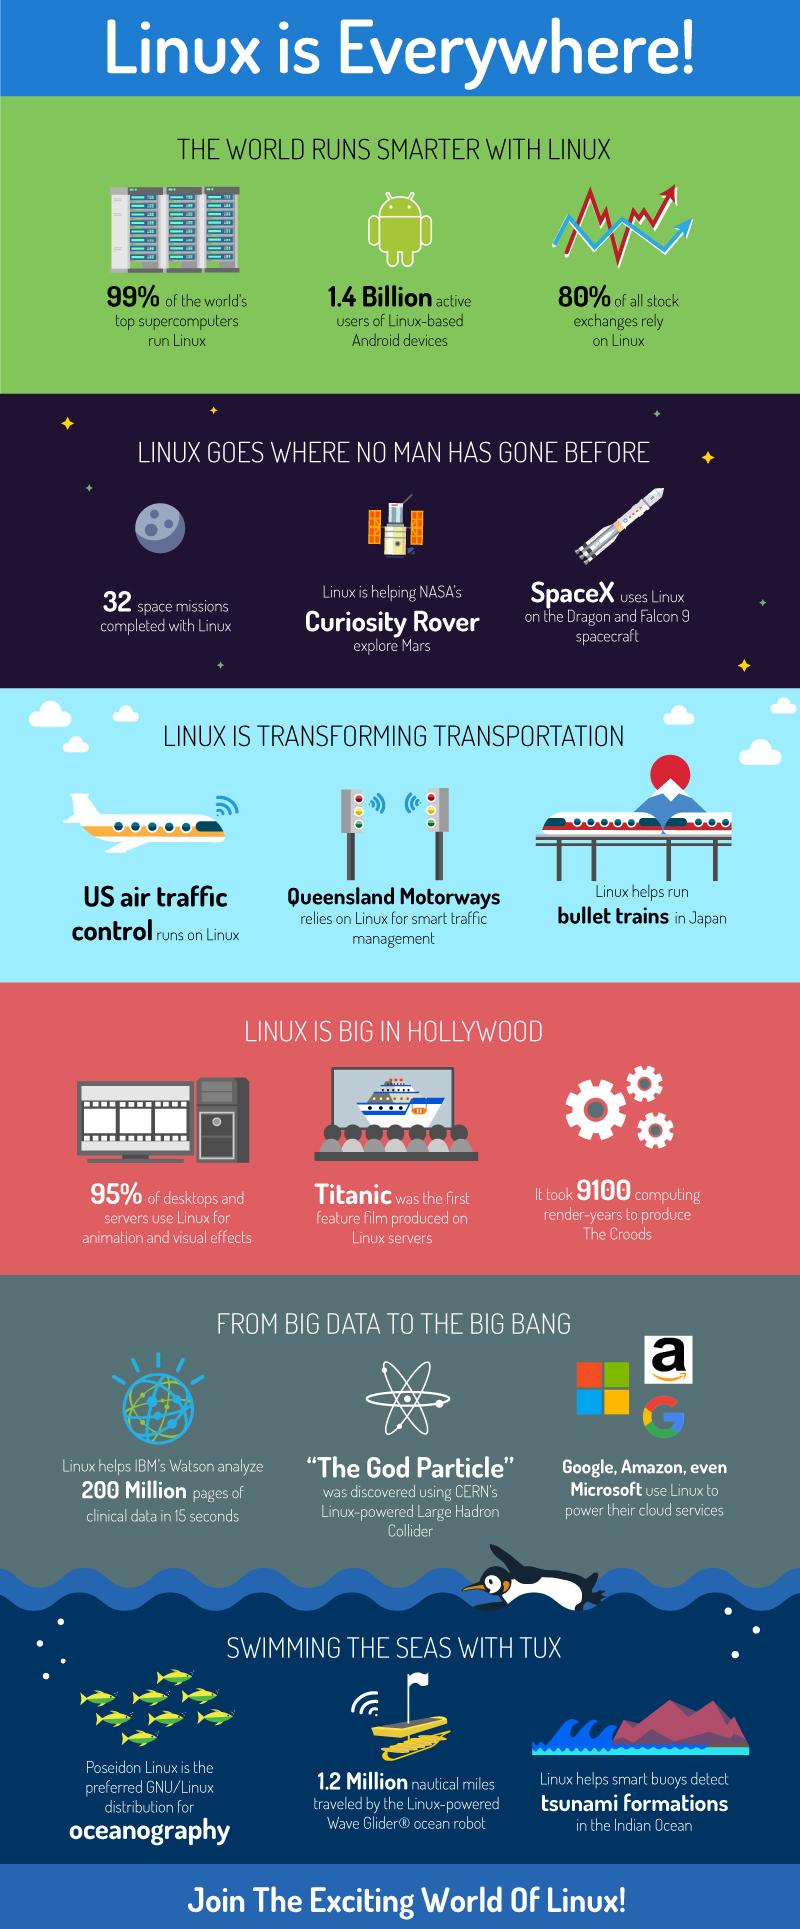 Linux is Everywhere!
THE WORLD RUNS SMARTER WITH LINUX
99% of the world's
top supercomputers
run Linux
1.4 Billion active
users of Linux-based
Android devices
80% of all stock
exchanges rely
on Linux
LINUX GOES WHERE NO MAN HAS GONE BEFORE
32 space missions
completed with Linux
Linux is helping NASA's
Curiosity Rover
explore Mars
SpaceX uses Linux
on the Dragon and Falcon 9
spacecraft
LINUX IS TRANSFORMING TRANSPORTATION
US air traffic
control runs on Linux
Queensland Motorways
relies on Linux for smart traffic
management
Linux helps run
bullet trains in Japan
LINUX IS BIG IN HOLLYWOOD
95% of desktops and
servers use Linux for
animation and visual effects
Titanic was the first
feature film produced on
Linux servers
It took 9100 computing
render-years to produce
The Croods
FROM BIG DATA TO THE BIG BANG
a
G
Linux helps IBM's Watson analyze
200 Million pages of
clinical data in 15 seconds
“The God Particle”
was discovered using CERN's
Linux-powered Large Hadron
Collider
Google, Amazon, even
Microsoft use Linux to
power their cloud services
SWIMMING THE SEAS WITH TUX
Poseidon Linux is the
preferred GNU/Linux
distribution for
oceanography
1.2 Million nautical miles
traveled by the Linux-powered
Wave Glider® ocean robot
Linux helps smart buoys detect
tsunami formations
in the Indian Ocean
Join The Exciting World Of Linux!